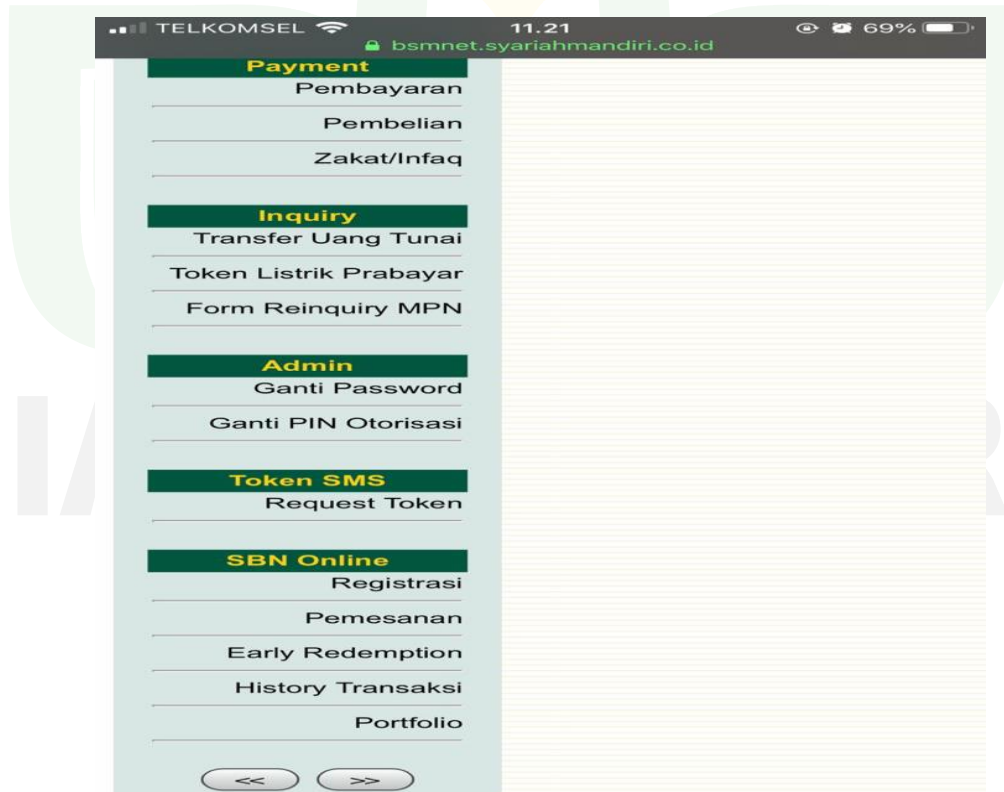 TELKOMSEL 11.21 69%
bsmnet.syariahmandiri.co.id
Payment
Pembayaran
Pembelian
Zakat/Infaq
Inquiry
Transfer Uang Tunai
Token Listrik Prabayar
Form Reinquiry MPN
Admin
Ganti Password
Ganti PIN Otorisasi
Token SMS
Request Token
SBN Online
Registrasi
Pemesanan
Early Redemption
History Transaksi
Portfolio
<< >>